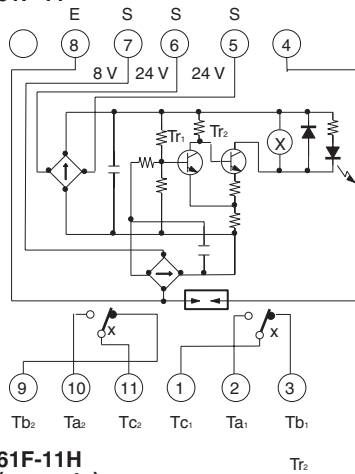 E S S S
8 7 6 5 4
8 V 24 V 24 V
Tr1 Tr2
X
x x
9 10 11 1 2 3
Tb2 Ta2 Tc2 Tc1 Ta1 Tb1
61F-11H
Tr2